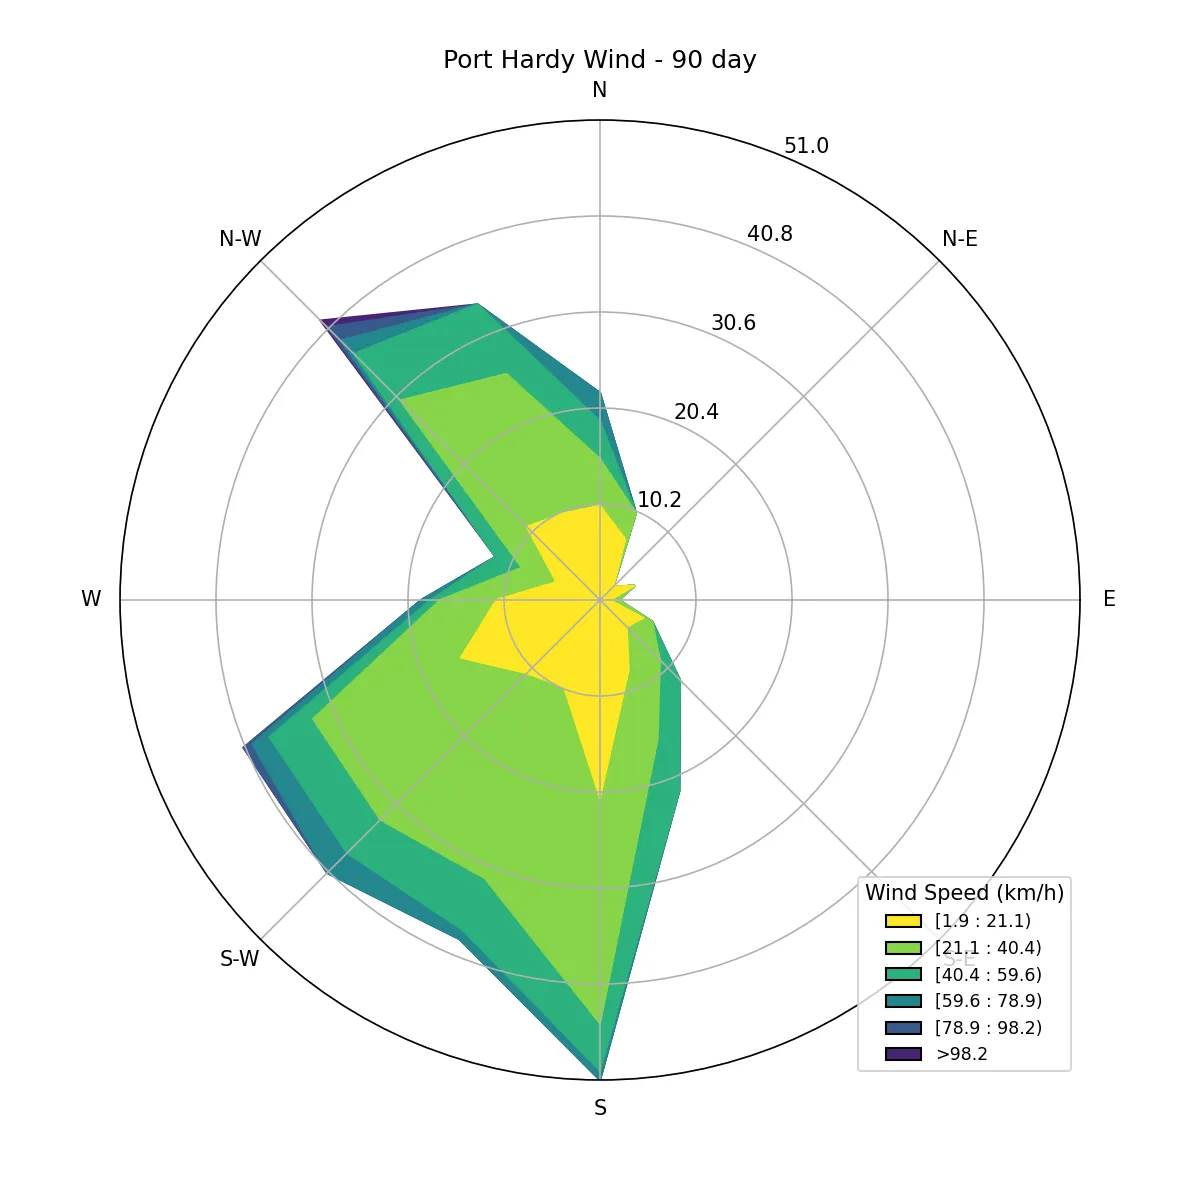 Port Hardy Wind - 90 day
N
51.0
40.8
N-W
N-E
30.6
20.4
10.2
W
E
Wind Speed (km/h)
[1.9 : 21.1)
[21.1 : 40.4)
S-W
S-E
[40.4 : 59.6)
[59.6 : 78.9)
[78.9 : 98.2)
>98.2
S